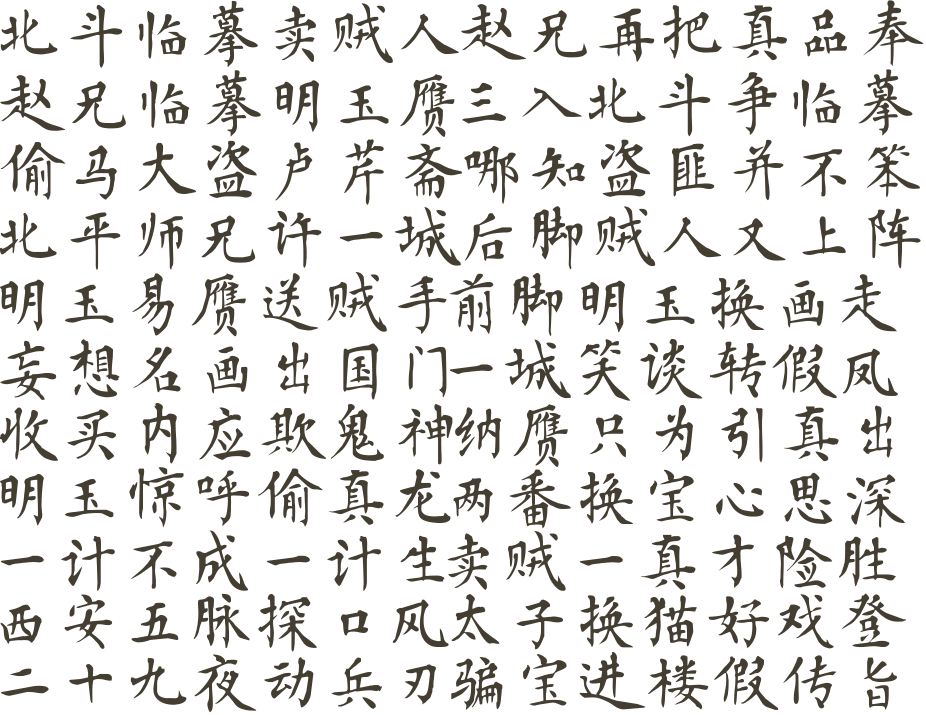 北斗临摹卖贼人赵兄再把真品奉
赵兄临摹明玉赝三入北斗争临摹
偷马大盗卢芹斋哪知盗匪并不笨
北平师兄许一城后脚贼人又上阵
明玉易赝送贼手前脚明玉换画走
妄想名画出国门一城笑谈转假凤
收买内应欺鬼神纳赝只为引真出
明玉惊呼偷真龙两番换宝心思深
一计不成一计生卖贼一真才险胜
西安五脉探口风太子换猫好戏登
二十九夜动兵刃骗宝进楼假传旨